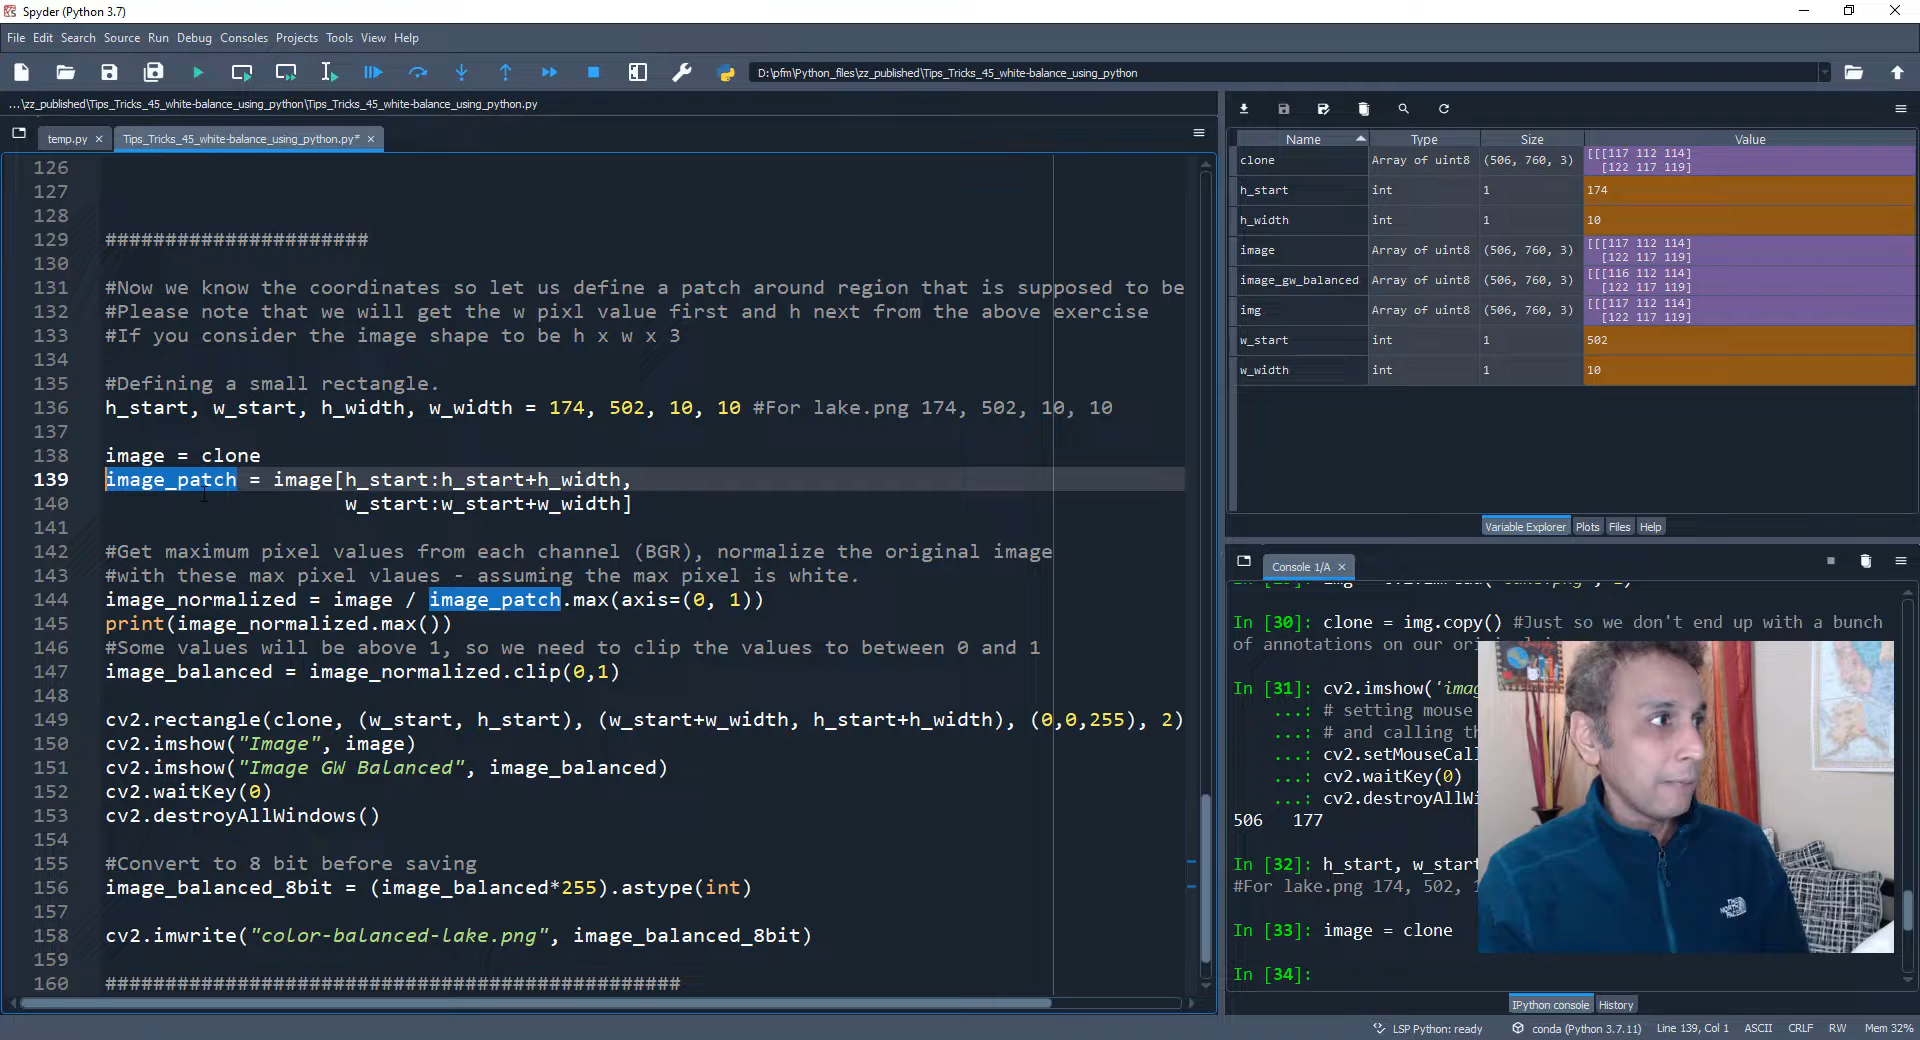 Spyder (Python 3.7)
File Edit Search Source Run Debug Consoles Projects Tools View Help
D:\pfm\Python_files\zz_published\Tips_Tricks_45_white-balance_using_python
...\zz_published\Tips_Tricks_45_white-balance_using_python\Tips_Tricks_45_white-balance_using_python.py
temp.py
Tips_Tricks_45_white-balance_using_python.py*
126
127
128
129 ######################
130
131 #Now we know the coordinates so let us define a patch around region that is supposed to be
132 #Please note that we will get the w pixl value first and h next from the above exercise
133 #If you consider the image shape to be h x w x 3
134
135 #Defining a small rectangle.
136 h_start, w_start, h_width, w_width = 174, 502, 10, 10 #For lake.png 174, 502, 10, 10
137
138 image = clone
139 image_patch = image[h_start:h_start+h_width,
140 w_start:w_start+w_width]
141
142 #Get maximum pixel values from each channel (BGR), normalize the original image
143 #with these max pixel vlaues - assuming the max pixel is white.
144 image_normalized = image / image_patch.max(axis=(0, 1))
145 print(image_normalized.max())
146 #Some values will be above 1, so we need to clip the values to between 0 and 1
147 image_balanced = image_normalized.clip(0,1)
148
149 cv2.rectangle(clone, (w_start, h_start), (w_start+w_width, h_start+h_width), (0,0,255), 2)
150 cv2.imshow("Image", image)
151 cv2.imshow("Image GW Balanced", image_balanced)
152 cv2.waitKey(0)
153 cv2.destroyAllWindows()
154
155 #Convert to 8 bit before saving
156 image_balanced_8bit = (image_balanced*255).astype(int)
157
158 cv2.imwrite("color-balanced-lake.png", image_balanced_8bit)
159
160 ################################################
Name Type Size Value
clone Array of uint8 (506, 760, 3) [[[117 112 114]
[122 117 119]
h_start int 1 174
h_width int 1 10
image Array of uint8 (506, 760, 3) [[[117 112 114]
[122 117 119]
image_gw_balanced Array of uint8 (506, 760, 3) [[[116 112 114]
[122 117 119]
img Array of uint8 (506, 760, 3) [[[117 112 114]
[122 117 119]
w_start int 1 502
w_width int 1 10
Variable Explorer Plots Files Help
Console 1/A
In [30]: clone = img.copy() #Just so we don't end up with a bunch
of annotations on our
In [31]: cv2.imshow('imag
...: # setting mouse
...: # and calling th
...: cv2.setMouseCal
...: cv2.waitKey(0)
...: cv2.destroyAllWi
506 177
In [32]: h_start, w_start
#For lake.png 174, 502, 1
In [33]: image = clone
In [34]:
THE NORTH FACE
IPython console History
LSP Python: ready conda (Python 3.7.11) Line 139, Col 1 ASCII CRLF RW Mem 32%